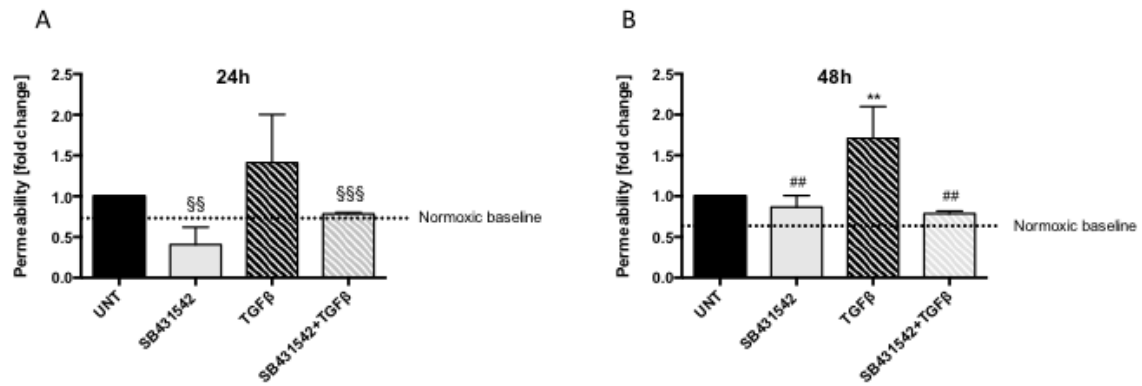 A
24h
Permeability [fold change]
2.5
2.0
1.5
1.0
0.5
0.0
§§
§§§
Normoxic baseline
UNT
SB431542
TGFβ
SB431542+TGFβ
B
48h
Permeability [fold change]
2.5
2.0
1.5
1.0
0.5
0.0
##
**
##
Normoxic baseline
UNT
SB431542
TGFβ
SB431542+TGFβ